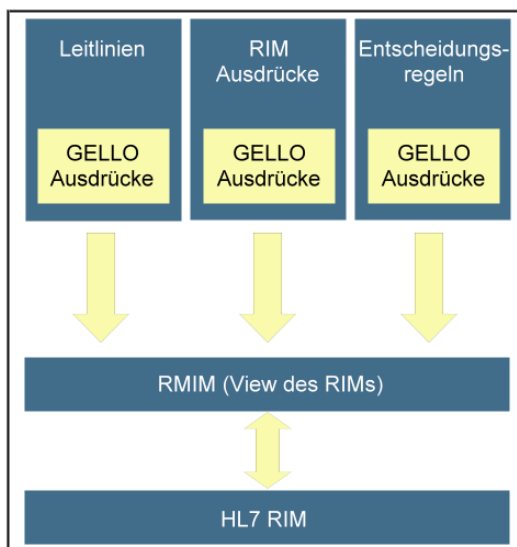 Leitlinien
RIM
Ausdrücke
Entscheidungs-
regeln
GELLO
Ausdrücke
GELLO
Ausdrücke
GELLO
Ausdrücke
RMIM (View des RIMs)
HL7 RIM